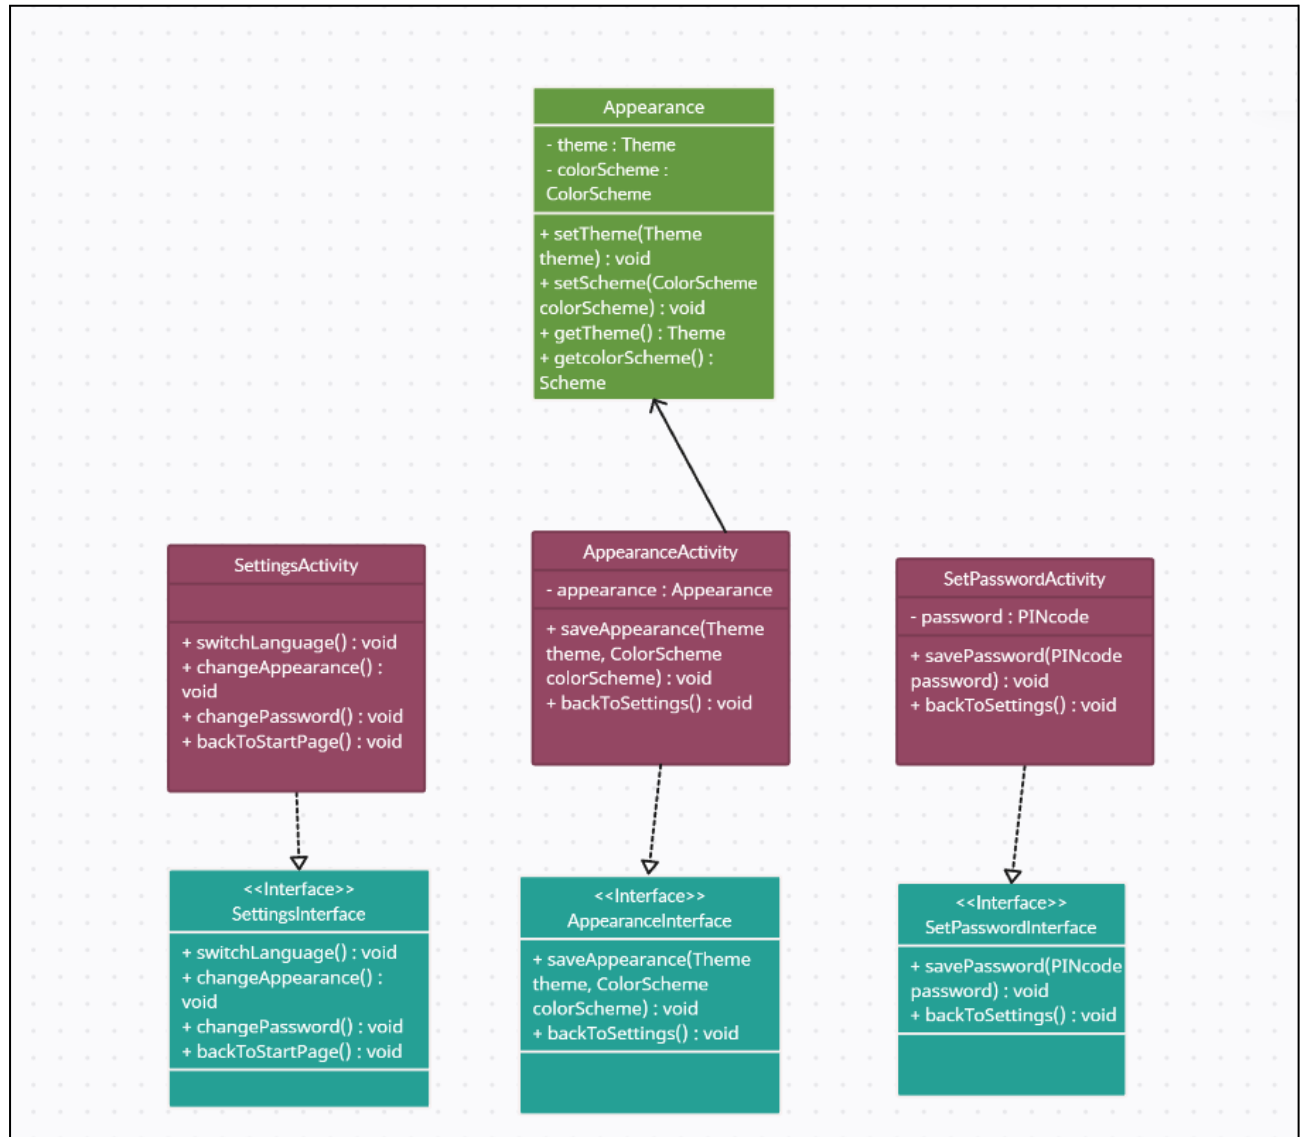 Appearance
- theme : Theme
- colorScheme :
ColorScheme
+ setTheme(Theme
theme) : void
+ setScheme(ColorScheme
colorScheme) : void
+ getTheme() : Theme
+ getcolorScheme() :
Scheme
SettingsActivity
+ switchLanguage() : void
+ changeAppearance() :
void
+ changePassword() : void
+ backToStartPage() : void
AppearanceActivity
- appearance : Appearance
+ saveAppearance(Theme
theme, ColorScheme
colorScheme) : void
+ backToSettings() : void
SetPasswordActivity
- password : PINcode
+ savePassword(PINcode
password) : void
+ backToSettings() : void
<<Interface>>
SettingsInterface
+ switchLanguage() : void
+ changeAppearance() :
void
+ changePassword() : void
+ backToStartPage() : void
<<Interface>>
AppearanceInterface
+ saveAppearance(Theme
theme, ColorScheme
colorScheme) : void
+ backToSettings() : void
<<Interface>>
SetPasswordInterface
+ savePassword(PINcode
password) : void
+ backToSettings() : void